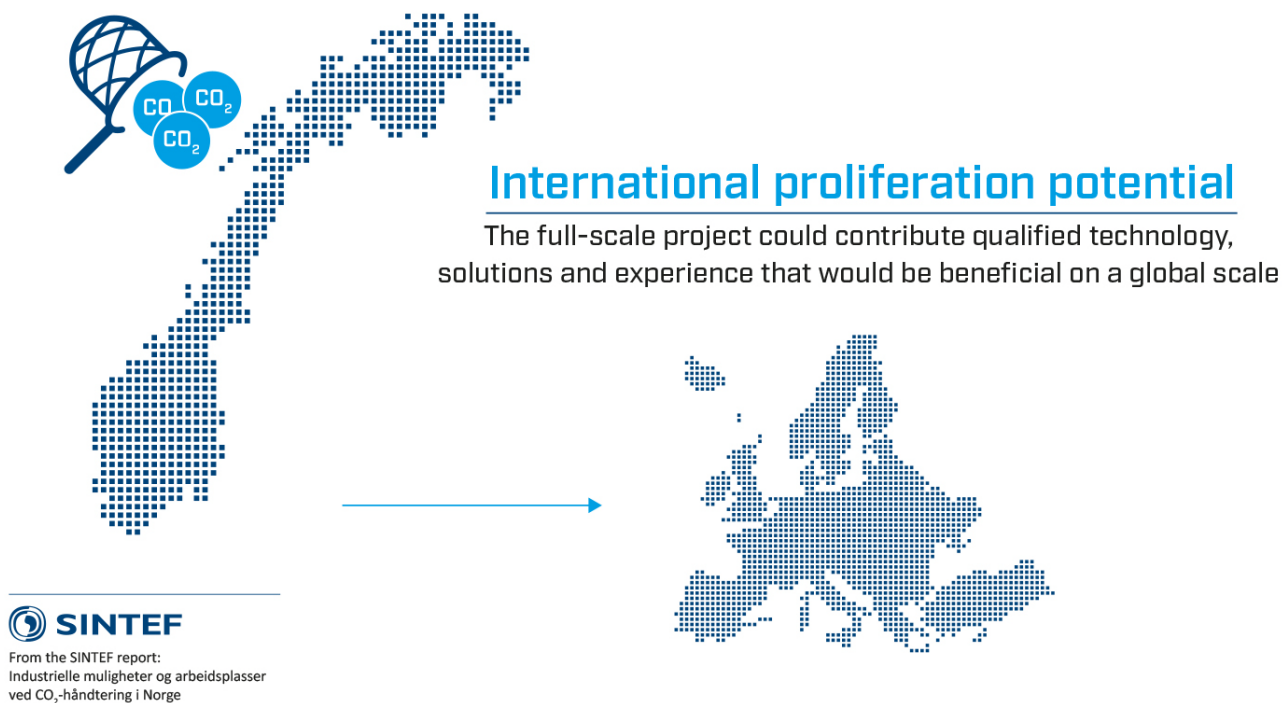 CO
CO₂
CO₂
International proliferation potential
The full-scale project could contribute qualified technology,
solutions and experience that would be beneficial on a global scale
SINTEF
From the SINTEF report:
Industrielle muligheter og arbeidsplasser
ved CO₂-håndtering i Norge